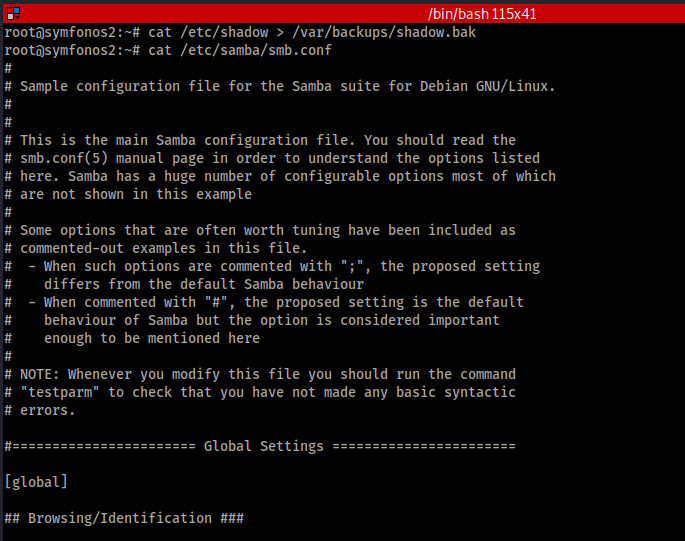 /bin/bash 115x41
root@symfonos2:~# cat /etc/shadow > /var/backups/shadow.bak
root@symfonos2:~# cat /etc/samba/smb.conf
#
# Sample configuration file for the Samba suite for Debian GNU/Linux.
#
#
# This is the main Samba configuration file. You should read the
# smb.conf(5) manual page in order to understand the options listed
# here. Samba has a huge number of configurable options most of which
# are not shown in this example
#
# Some options that are often worth tuning have been included as
# commented-out examples in this file.
#  - When such options are commented with ";", the proposed setting
#    differs from the default Samba behaviour
#  - When commented with "#", the proposed setting is the default
#    behaviour of Samba but the option is considered important
#    enough to be mentioned here
#
# NOTE: Whenever you modify this file you should run the command
# "testparm" to check that you have not made any basic syntactic
# errors.
#======================= Global Settings =======================
[global]
## Browsing/Identification ###